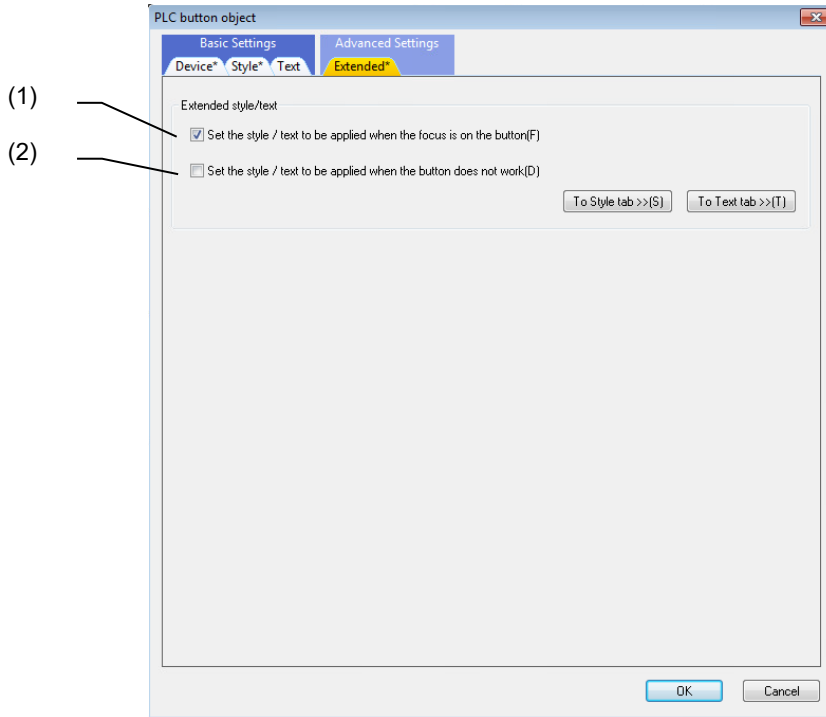 PLC button object
Basic Settings
Advanced Settings
Device* Style* Text
Extended*
(1)
Extended style/text
Set the style / text to be applied when the focus is on the button(F)
(2)
Set the style / text to be applied when the button does not work(D)
To Style tab >>(S)
To Text tab >>(T)
OK
Cancel